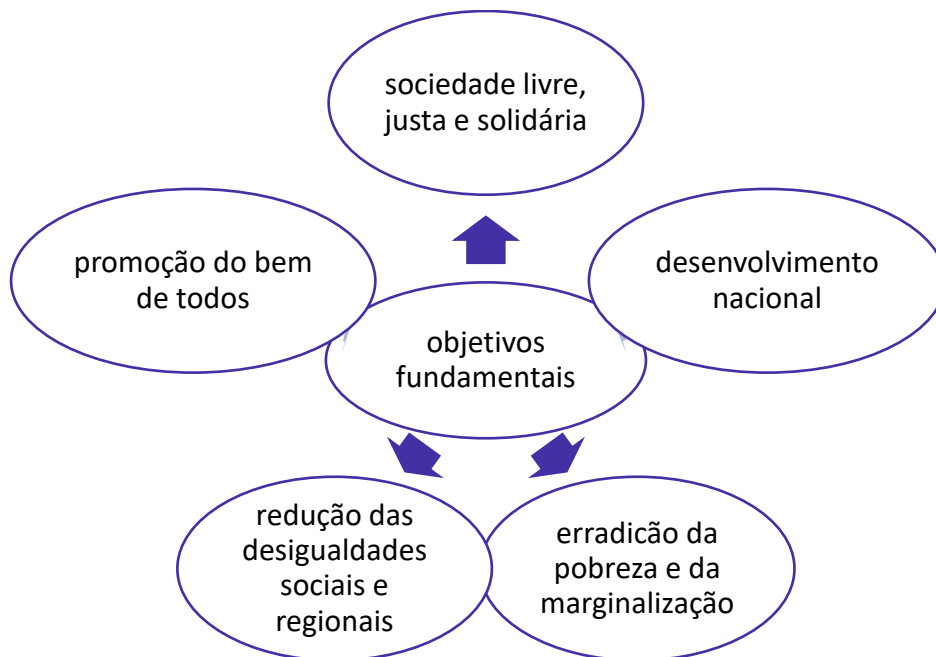 sociedade livre,
justa e solidária
promoção do bem
de todos
desenvolvimento
nacional
objetivos
fundamentais
redução das
desigualdades
sociais e
regionais
erradicão da
pobreza e da
marginalização